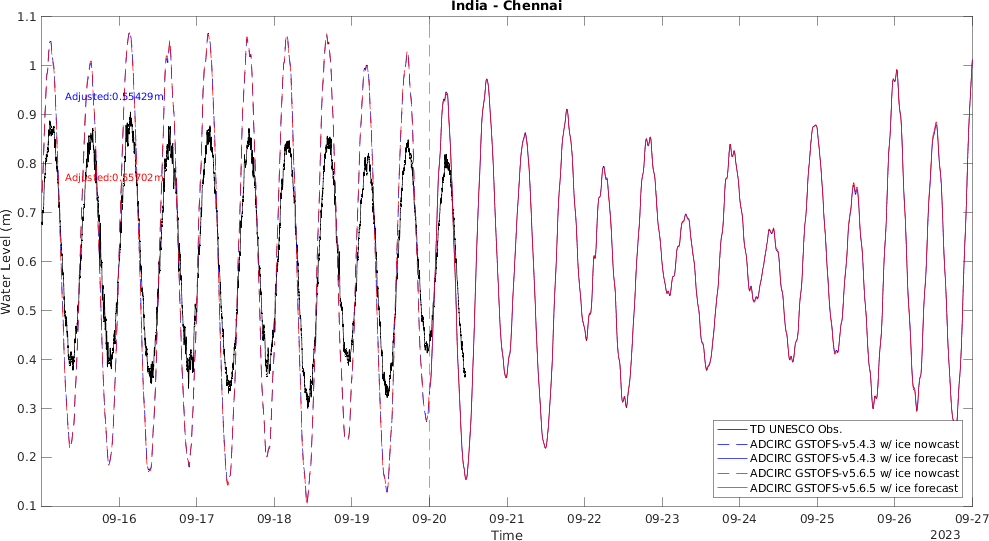 India - Chennai
1.1
1
0.9
0.8
0.7
0.6
0.5
0.4
0.3
0.2
0.1
Water Level (m)
Adjusted:0.55429m
Adjusted:0.55702m
TD UNESCO Obs.
ADCIRC GSTOFS-v5.4.3 w/ ice nowcast
ADCIRC GSTOFS-v5.4.3 w/ ice forecast
ADCIRC GSTOFS-v5.6.5 w/ ice nowcast
ADCIRC GSTOFS-v5.6.5 w/ ice forecast
09-16 09-17 09-18 09-19 09-20 09-21 09-22 09-23 09-24 09-25 09-26 09-27
Time
2023